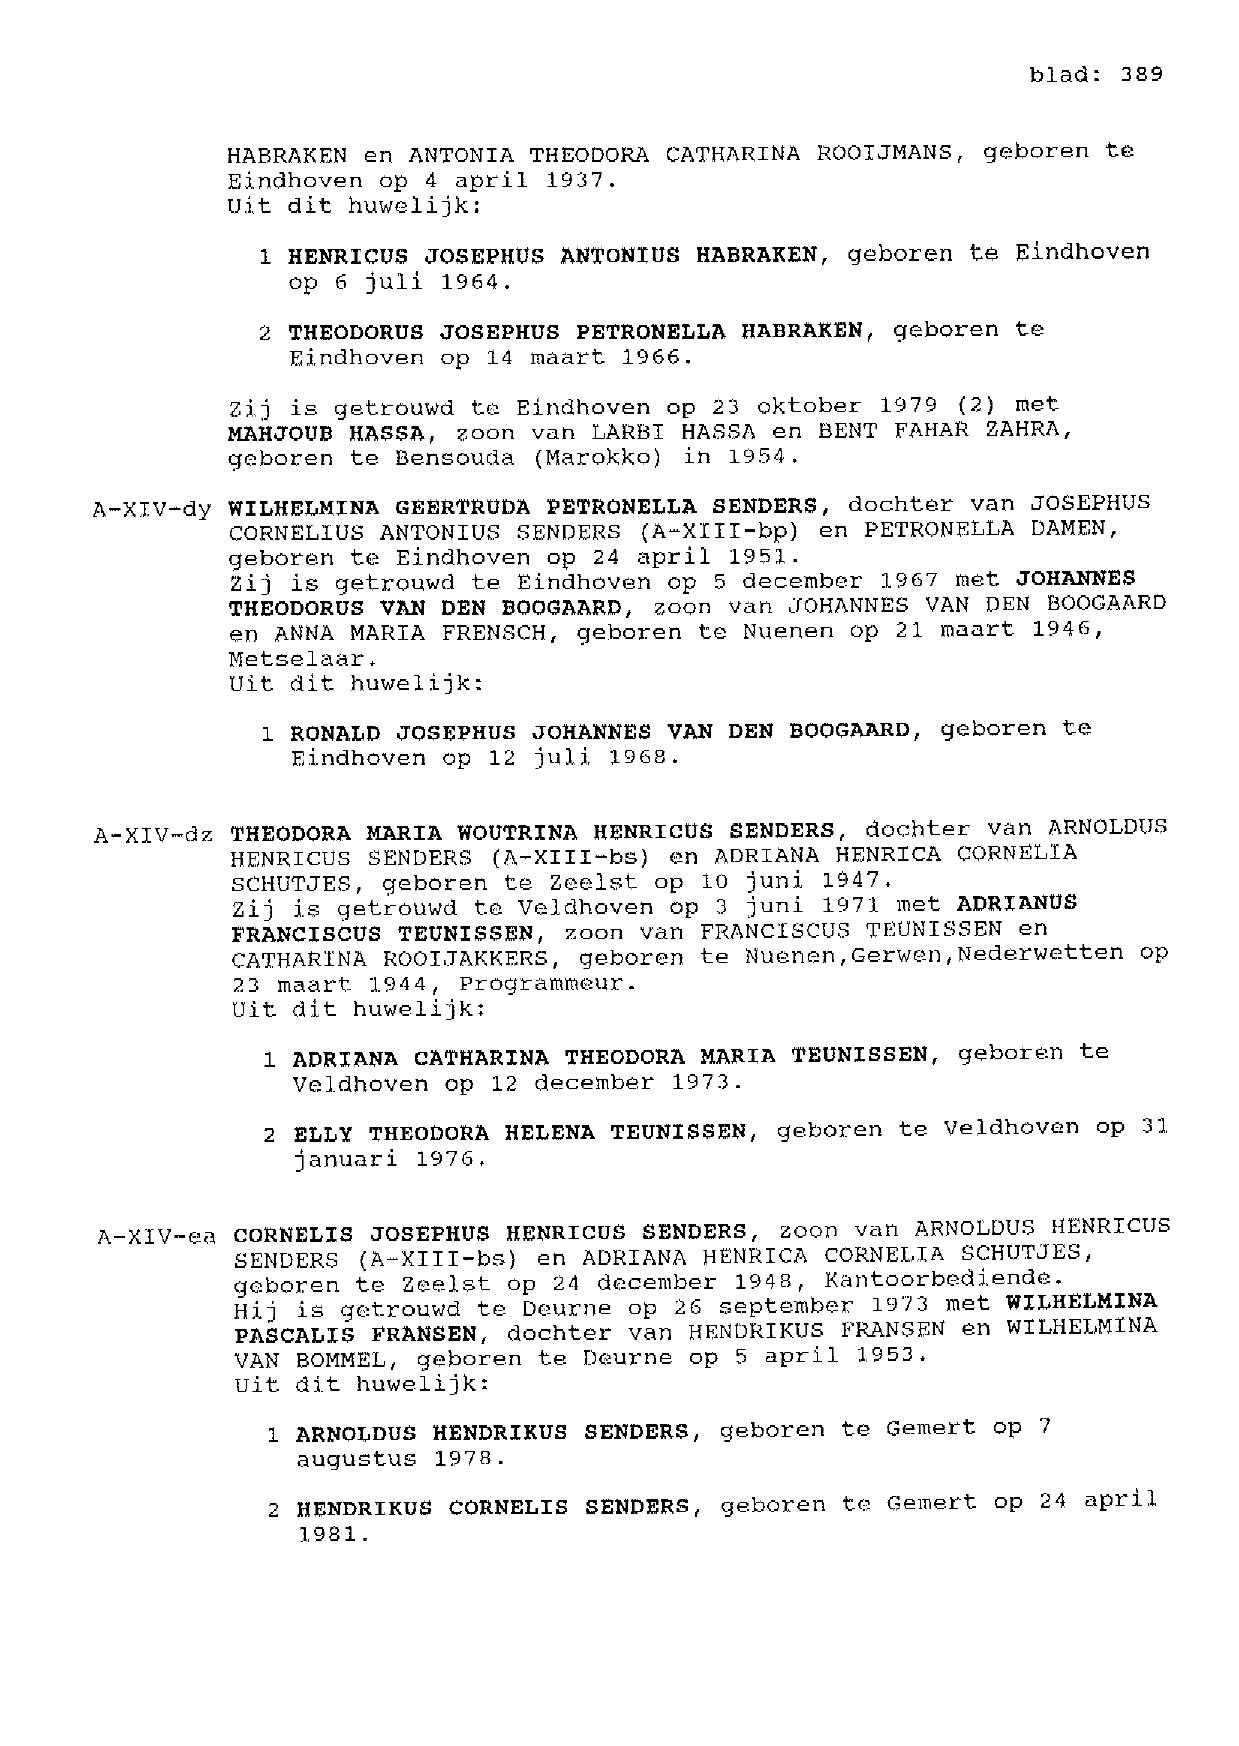 blad: 389
HABRAKEN en ANTONIA THEODORA CATHARINA ROOIJMANS, geboren te
Eindhoven op 4 april 1937.
Uit dit huwelijk:
1 HENRICUS JOSEPHUS ANTONIUS HABRAKEN, geboren te Eindhoven
op 6 juli 1964.
2 THEODORUS JOSEPHUS PETRONELLA HABRAKEN, geboren te
Eindhoven op 14 maart 1966.
Zij is getrouwd te Eindhoven op 23 oktober 1979 (2) met
MAHJOUB HASSA, zoon van LARBI HASSA en BENT FAHAR ZAHRA,
geboren te Bensouda (Marokko) in 1954.
A-XIV-dy WILHELMINA GEERTRUDA PETRONELLA SENDERS, dochter van JOSEPHUS
CORNELIUS ANTONIUS SENDERS (A-XIII-bp) en PETRONELLA DAMEN,
geboren te Eindhoven op 24 april 1951.
Zij is getrouwd te Eindhoven op 5 december 1967 met JOHANNES
THEODORUS VAN DEN BOOGAARD, zoon van JOHANNES VAN DEN BOOGAARD
en ANNA MARIA FRENSCH, geboren te Nuenen op 21 maart 1946,
Metselaar.
Uit dit huwelijk:
1 RONALD JOSEPHUS JOHANNES VAN DEN BOOGAARD, geboren te
Eindhoven op 12 juli 1968.
A-XIV-dz THEODORA MARIA WOUTRINA HENRICUS SENDERS, dochter van ARNOLDUS
HENRICUS SENDERS (A-XIII-bs) en ADRIANA HENRICA CORNELIA
SCHUTJES, geboren te Zeelst op 10 juni 1947.
Zij is getrouwd te Veldhoven op 3 juni 1971 met ADRIANUS
FRANCISCUS TEUNISSEN, zoon van FRANCISCUS TEUNISSEN en
CATHARINA ROOIJAKKERS, geboren te Nuenen,Gerwen,Nederwetten op
23 maart 1944, Programmeur.
Uit dit huwelijk:
1 ADRIANA CATHARINA THEODORA MARIA TEUNISSEN, geboren te
Veldhoven op 12 december 1973.
2 ELLY THEODORA HELENA TEUNISSEN, geboren te Veldhoven op 31
januari 1976.
A-XIV-ea CORNELIS JOSEPHUS HENRICUS SENDERS, zoon van ARNOLDUS HENRICUS
SENDERS (A-XIII-bs) en ADRIANA HENRICA CORNELIA SCHUTJES,
geboren te Zeelst op 24 december 1948, Kantoorbediende.
Hij is getrouwd te Deurne op 26 september 1973 met WILHELMINA
PASCALIS FRANSEN, dochter van HENDRIKUS FRANSEN en WILHELMINA
VAN BOMMEL, geboren te Deurne op 5 april 1953.
Uit dit huwelijk:
1 ARNOLDUS HENDRIKUS SENDERS, geboren te Gemert op 7
augustus 1978.
2 HENDRIKUS CORNELIS SENDERS, geboren te Gemert op 24 april
1981.